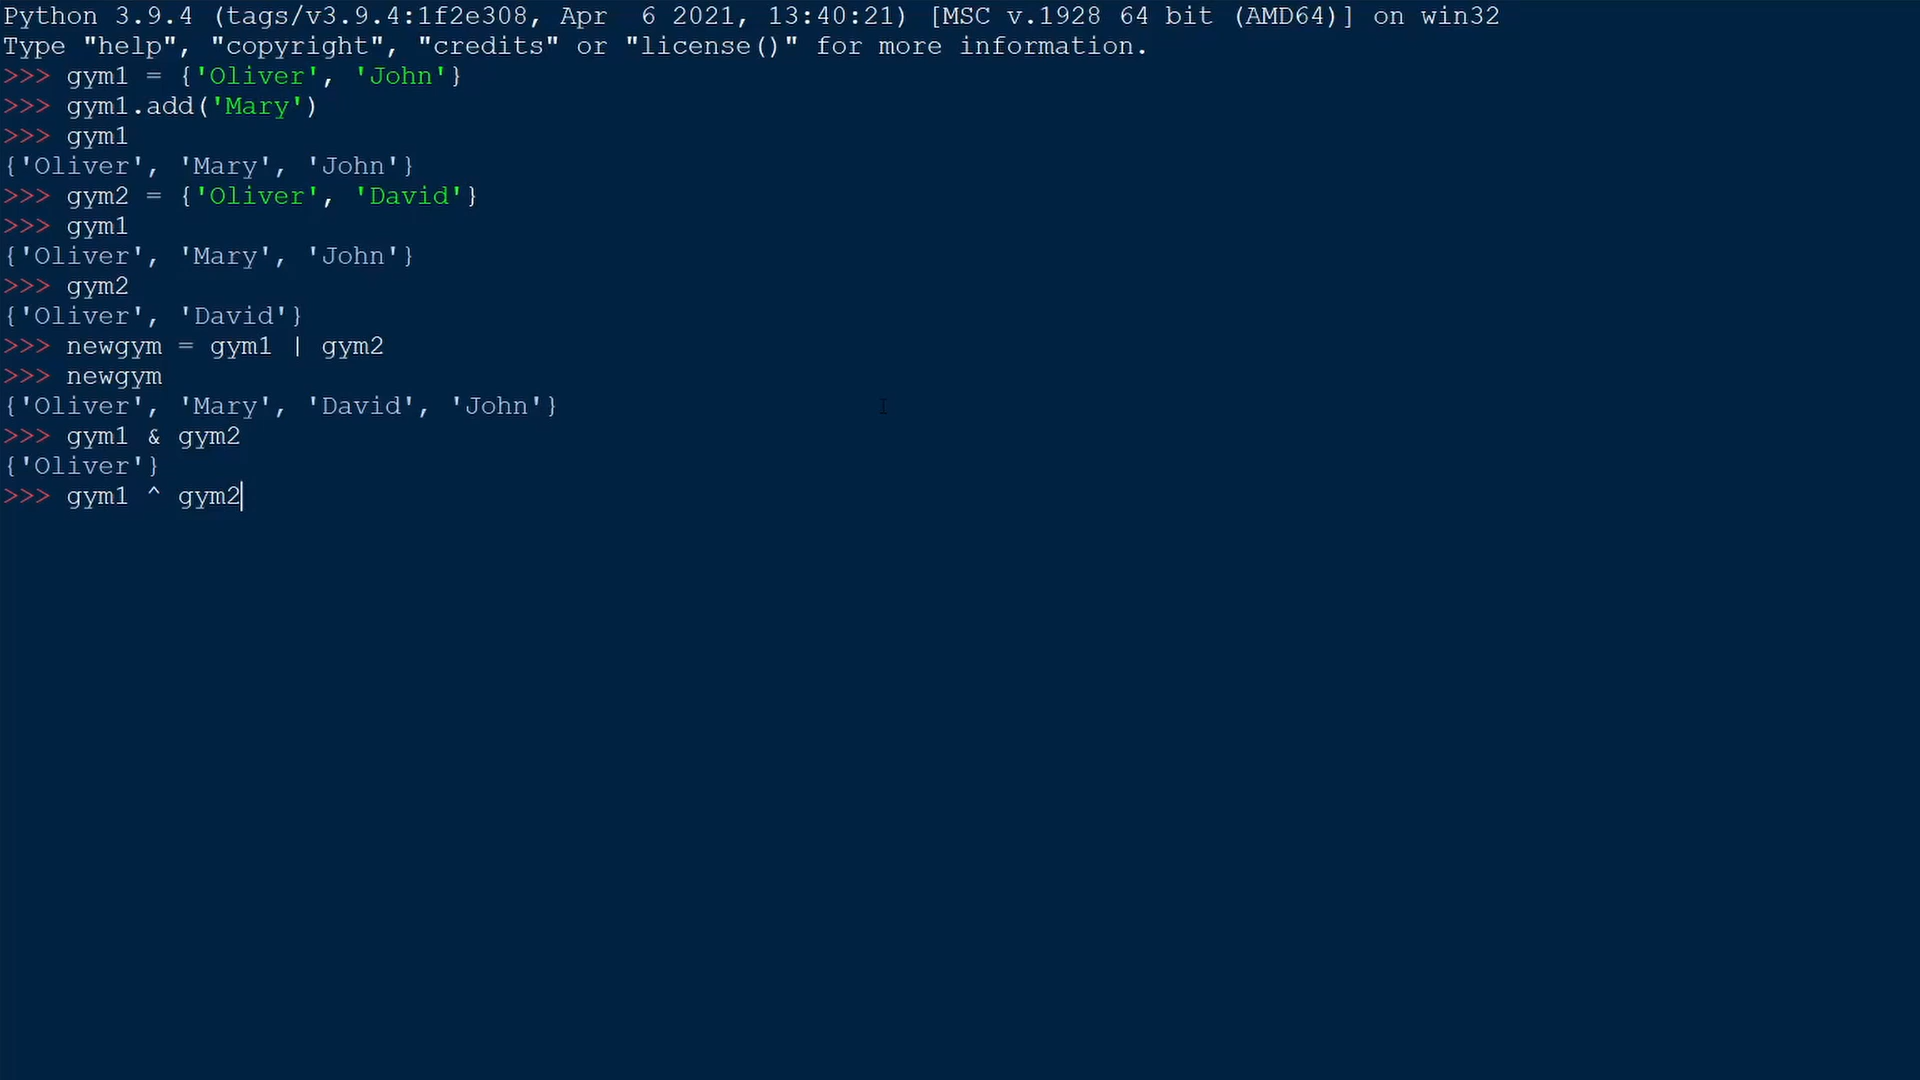 Python 3.9.4 (tags/v3.9.4:1f2e308, Apr  6 2021, 13:40:21) [MSC v.1928 64 bit (AMD64)] on win32
Type "help", "copyright", "credits" or "license()" for more information.
>>> gym1 = {'Oliver', 'John'}
>>> gym1.add('Mary')
>>> gym1
{'Oliver', 'Mary', 'John'}
>>> gym2 = {'Oliver', 'David'}
>>> gym1
{'Oliver', 'Mary', 'John'}
>>> gym2
{'Oliver', 'David'}
>>> newgym = gym1 | gym2
>>> newgym
{'Oliver', 'Mary', 'David', 'John'}
>>> gym1 & gym2
{'Oliver'}
>>> gym1 ^ gym2